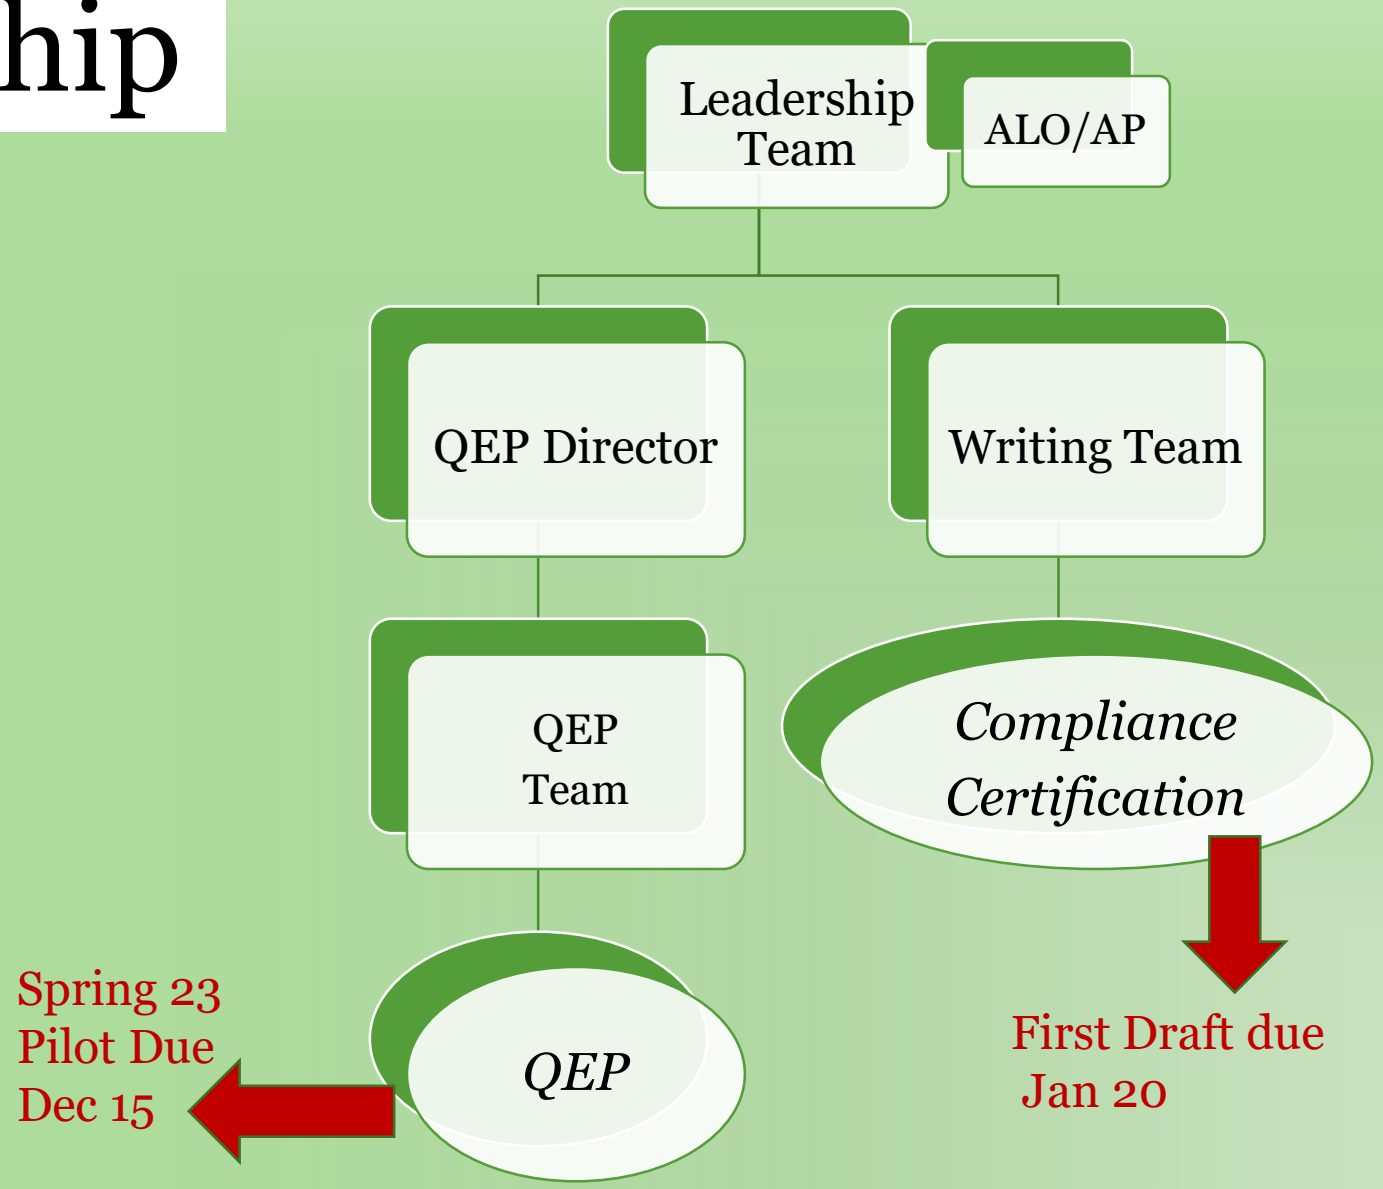 hip
Leadership
Team
ALO/AP
QEP Director
Writing Team
QEP
Team
Compliance
Certification
QEP
Spring 23
Pilot Due
Dec 15
First Draft due
Jan 20